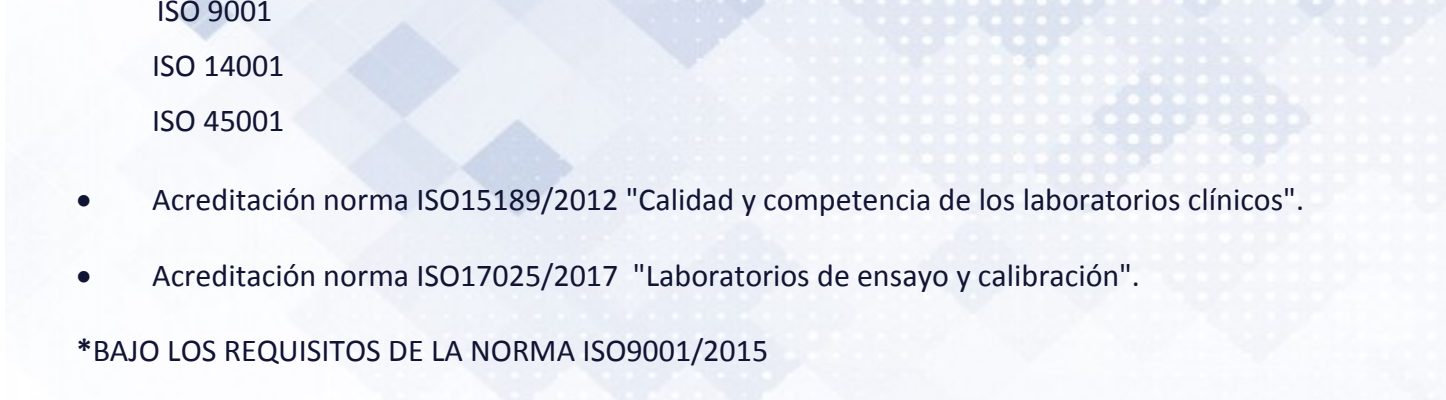 ISO 9001
ISO 14001
ISO 45001
• Acreditación norma ISO15189/2012 "Calidad y competencia de los laboratorios clínicos".
• Acreditación norma ISO17025/2017  "Laboratorios de ensayo y calibración".
*BAJO LOS REQUISITOS DE LA NORMA ISO9001/2015